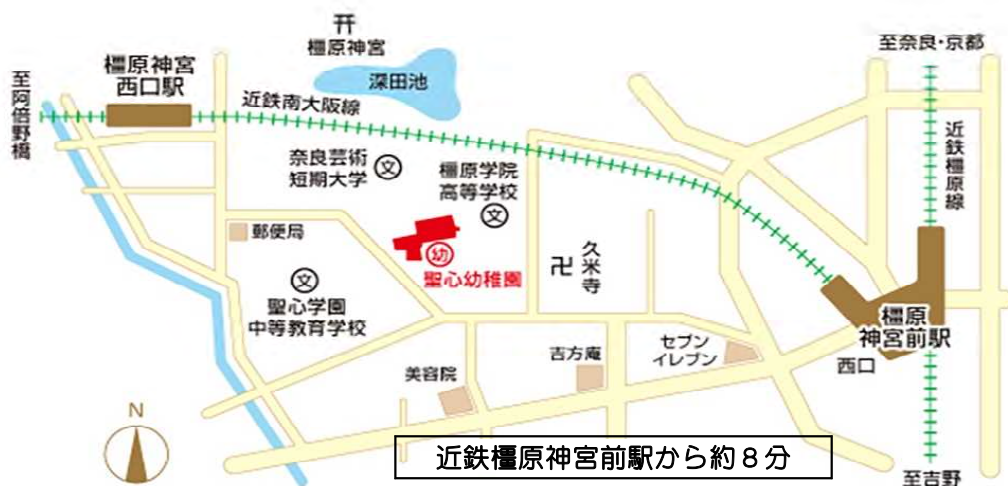 橿原神宮
至奈良・京都
橿原神宮
西口駅
深田池
至阿倍野橋
近鉄南大阪線
近鉄橿原線
奈良芸術
短期大学
文
橿原学院
高等学校
文
郵便局
幼
聖心幼稚園
久米寺
文
聖心学園
中等教育学校
橿原
神宮前駅
西口
セブン
イレブン
吉方庵
美容院
N
近鉄橿原神宮前駅から約8分
至吉野